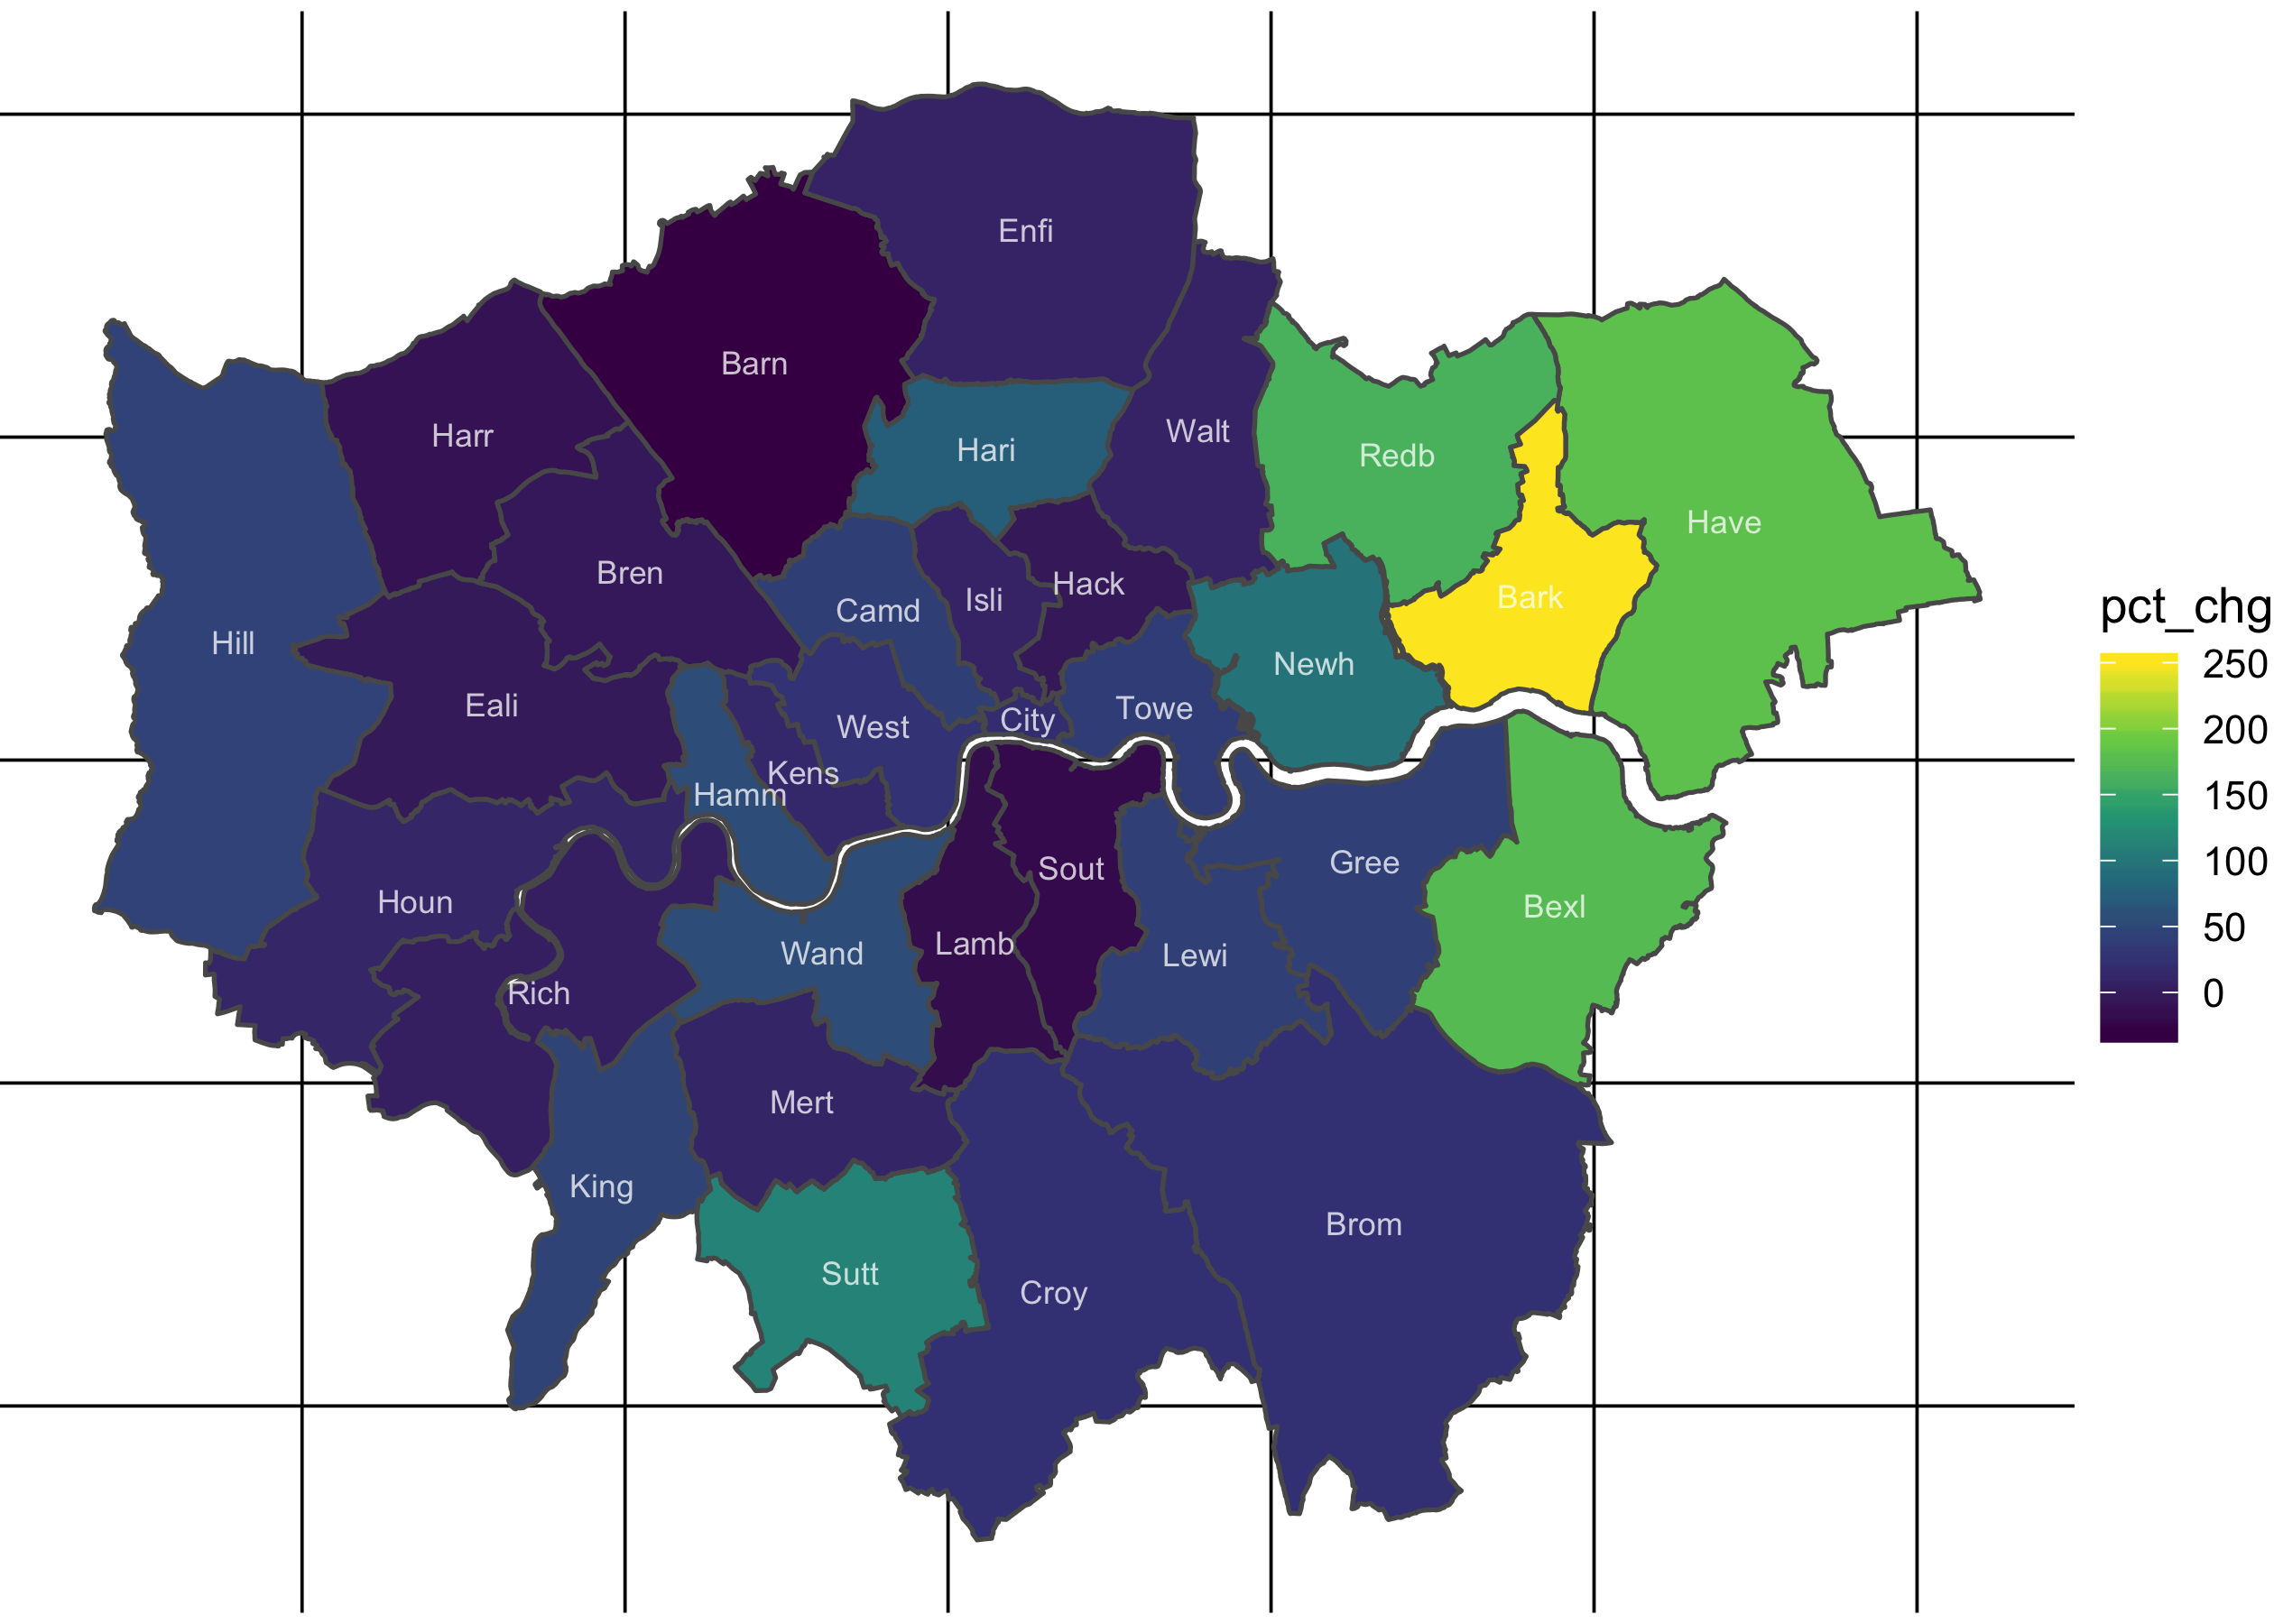 Enfi
Barn
Harr
Walt
Hari
Redb
Have
Bren
Hack
Bark
Isli
Camd
Hill
Newh
Eali
Towe
City
West
Kens
Hamm
Gree
Sout
Houn
Bexl
Lamb
Wand
Lewi
Rich
Mert
King
Brom
Sutt
Croy
pct_chg
250
200
150
100
50
0